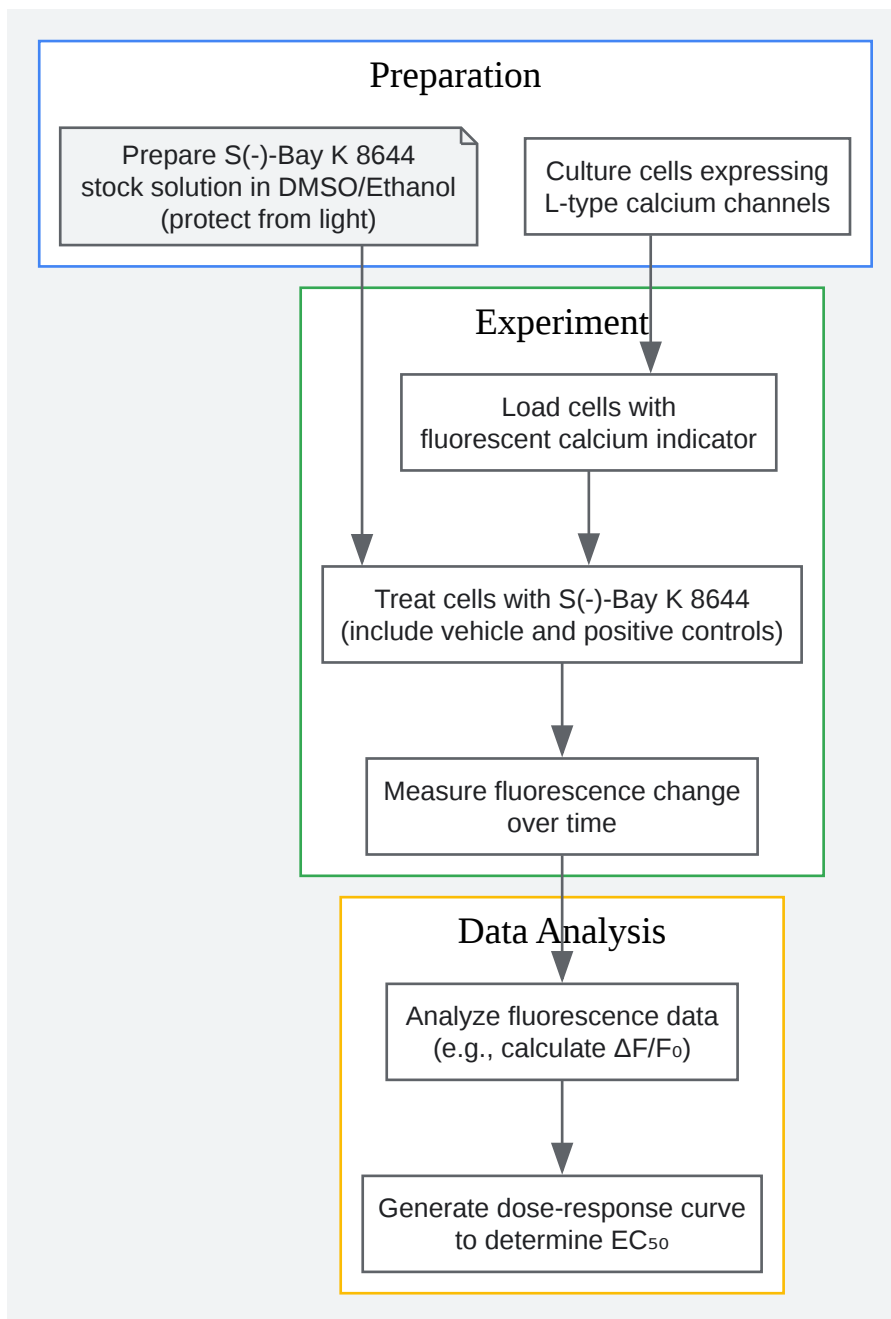 Preparation
Prepare S(-)-Bay K 8644
stock solution in DMSO/Ethanol
(protect from light)
Culture cells expressing
L-type calcium channels
Experiment
Load cells with
fluorescent calcium indicator
Treat cells with S(-)-Bay K 8644
(include vehicle and positive controls)
Measure fluorescence change
over time
Data Analysis
Analyze fluorescence data
(e.g., calculate ΔF/F₀)
Generate dose-response curve
to determine EC₅₀